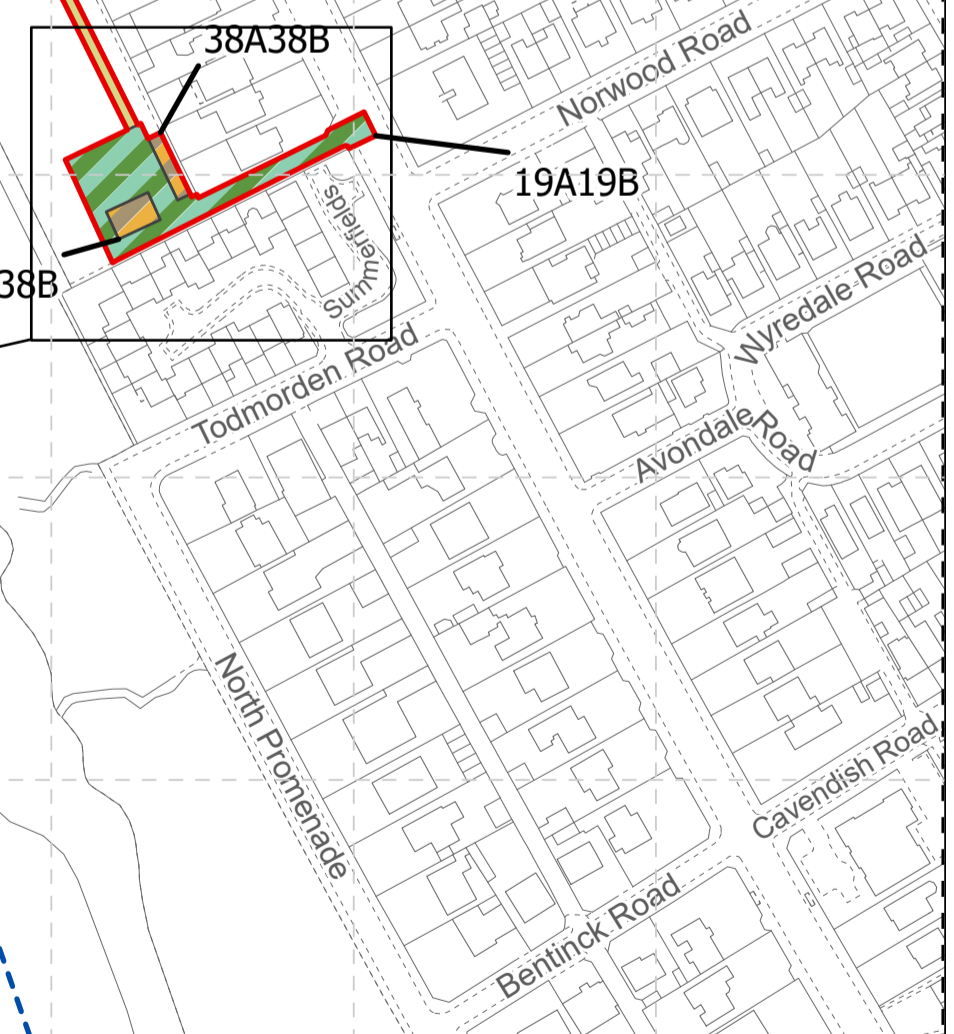 38A38B
Norwood Road
19A19B
Summerfields
38B
Wyredale Road
Todmorden Road
Avondale Road
North Promenade
Cavendish Road
Bentinck Road